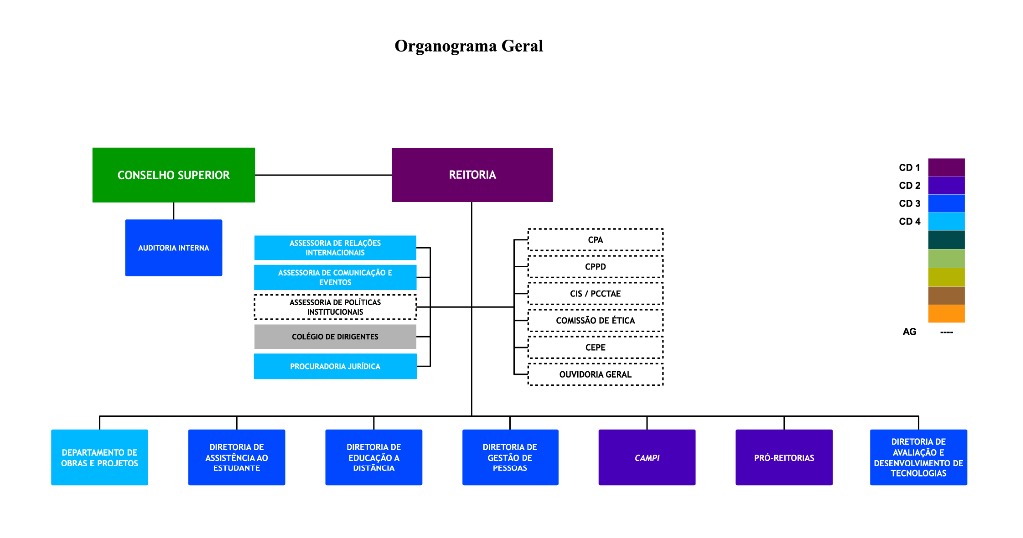 Organograma Geral
CONSELHO SUPERIOR
REITORIA
CD 1
CD 2
CD 3
CD 4
AG ----
AUDITORIA INTERNA
ASSESSORIA DE RELAÇÕES
INTERNACIONAIS
ASSESSORIA DE COMUNICAÇÃO E
EVENTOS
ASSESSORIA DE POLÍTICAS
INSTITUCIONAIS
COLÉGIO DE DIRIGENTES
PROCURADORIA JURÍDICA
CPA
CPPD
CIS / PCCTAE
COMISSÃO DE ÉTICA
CEPE
OUVIDORIA GERAL
DEPARTAMENTO DE
OBRAS E PROJETOS
DIRETORIA DE
ASSISTÊNCIA AO
ESTUDANTE
DIRETORIA DE
EDUCAÇÃO A
DISTÂNCIA
DIRETORIA DE
GESTÃO DE
PESSOAS
CAMPI
PRÓ-REITORIAS
DIRETORIA DE
AVALIAÇÃO E
DESENVOLVIMENTO DE
TECNOLOGIAS